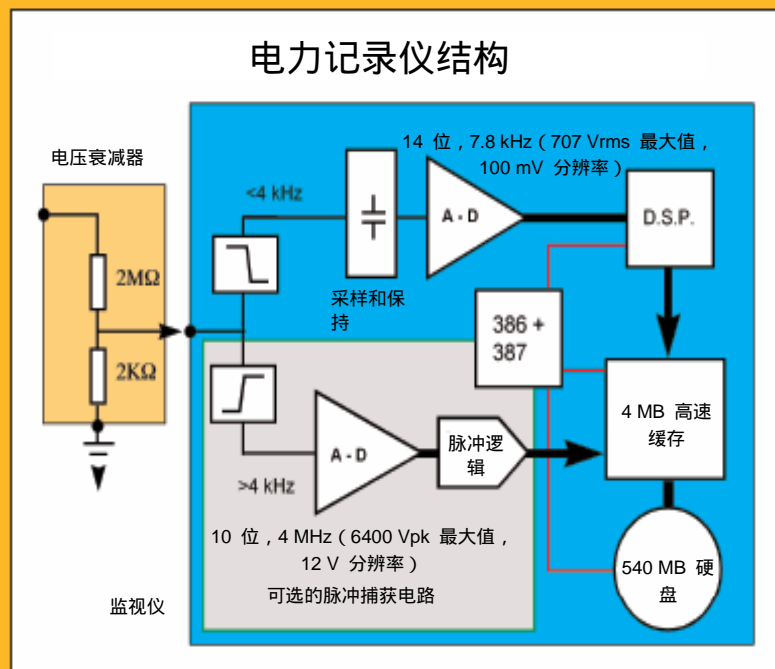 电力记录仪结构
电压衰减器
14 位，7.8 kHz（707 Vrms 最大值，
100 mV 分辨率）
<4 kHz
A - D
D.S.P.
2MΩ
采样和保
持
386 +
387
2KΩ
4 MB 高速
缓存
A - D
脉冲逻
辑
>4 kHz
10 位，4 MHz（6400 Vpk 最大值，
12 V 分辨率）
540 MB 硬
盘
可选的脉冲捕获电路
监视仪